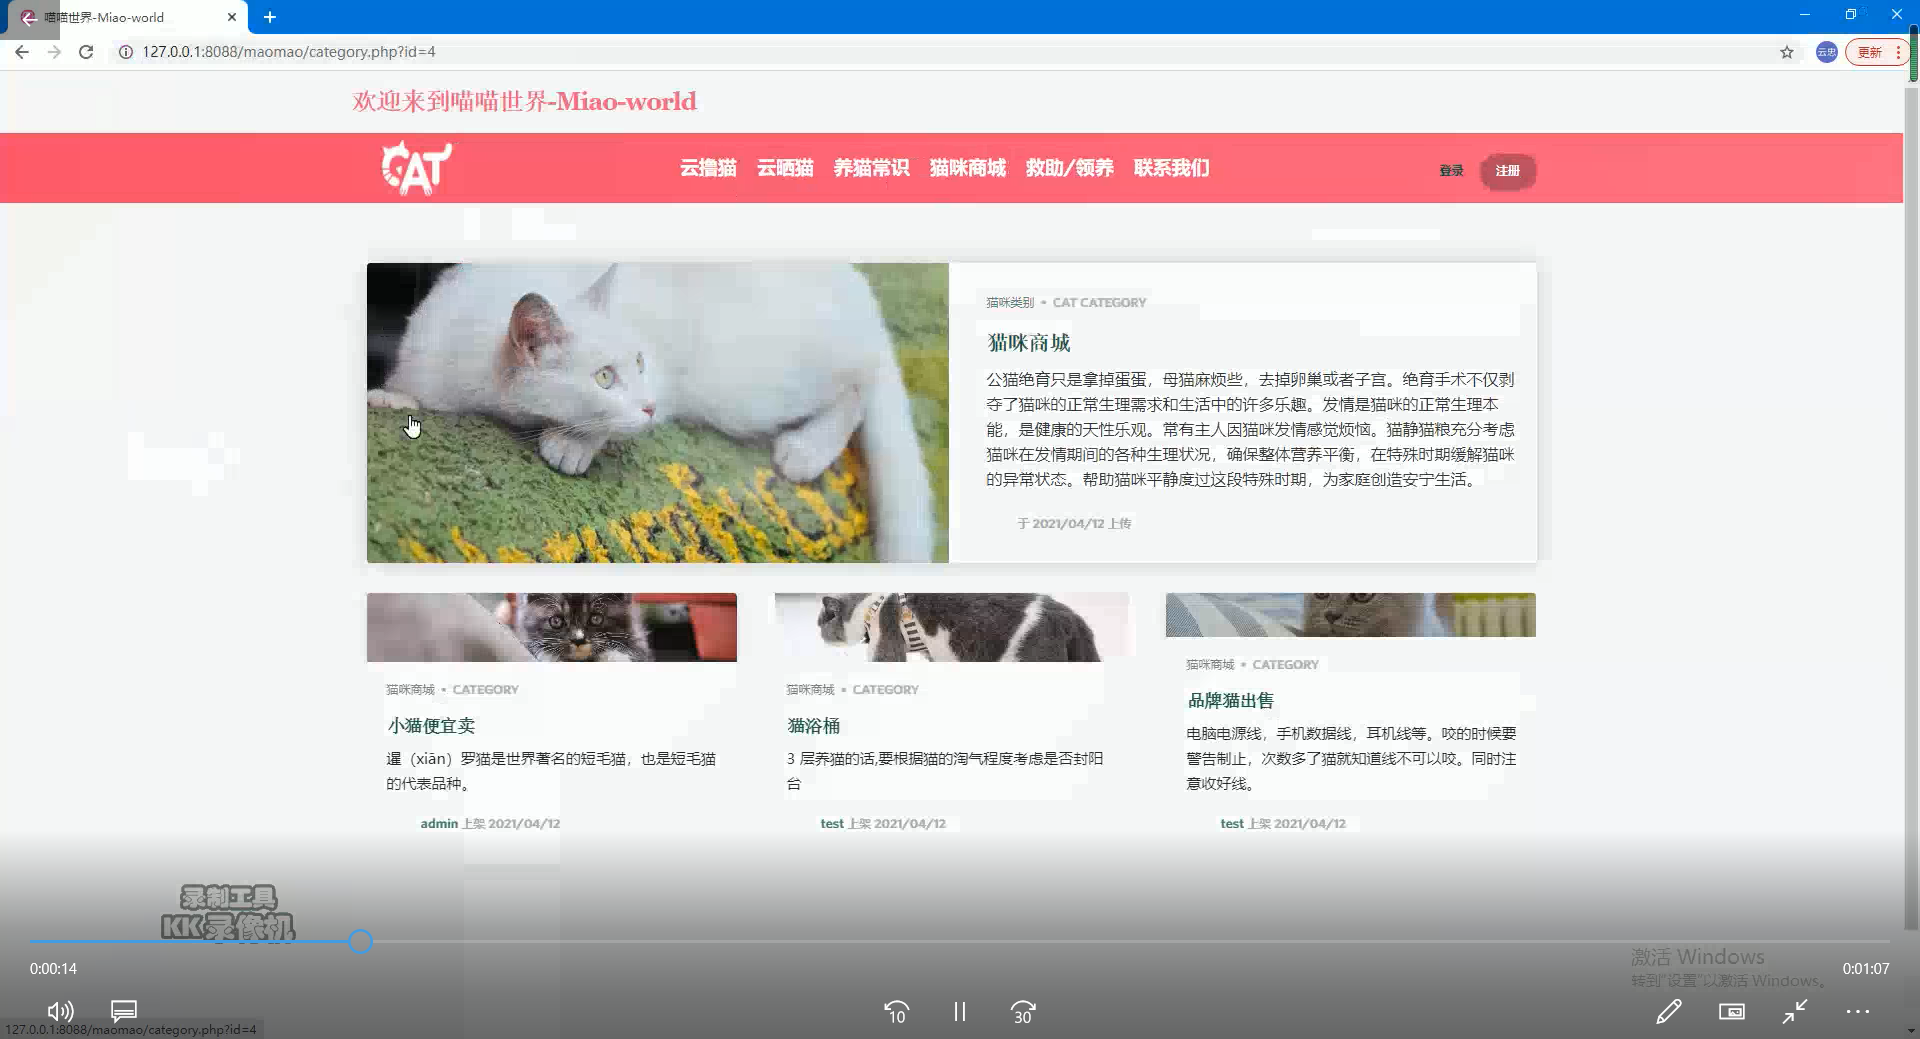 喵喵世界-Miao-world
127.0.0.1:8088/maomao/category.php?id=4
云忠
更新
欢迎来到喵喵世界-Miao-world
CAT
云撸猫 云晒猫 养猫常识 猫咪商城 救助/领养 联系我们
登录 注册
猫咪类别 • CAT CATEGORY
猫咪商城
公猫绝育只是拿掉蛋蛋，母猫麻烦些，去掉卵巢或者子宫。绝育手术不仅剥
夺了猫咪的正常生理需求和生活中的许多乐趣。发情是猫咪的正常生理本
能，是健康的天性乐观。常有主人因猫咪发情感觉烦恼。猫静猫粮充分考虑
猫咪在发情期间的各种生理状况，确保整体营养平衡，在特殊时期缓解猫咪
的异常状态。帮助猫咪平静度过这段特殊时期，为家庭创造安宁生活。
于 2021/04/12 上传
猫咪商城 • CATEGORY
小猫便宜卖
暹（xiān）罗猫是世界著名的短毛猫，也是短毛猫
的代表品种。
admin 上架 2021/04/12
猫咪商城 • CATEGORY
猫浴桶
3 层养猫的话,要根据猫的淘气程度考虑是否封阳
台
test 上架 2021/04/12
猫咪商城 • CATEGORY
品牌猫出售
电脑电源线，手机数据线，耳机线等。咬的时候要
警告制止，次数多了猫就知道线不可以咬。同时注
意收好线。
test 上架 2021/04/12
录制工具
KK录像机
0:00:14
0:01:07
激活 Windows
转到"设置"以激活 Windows。
10
30
127.0.0.1:8088/maomao/category.php?id=4